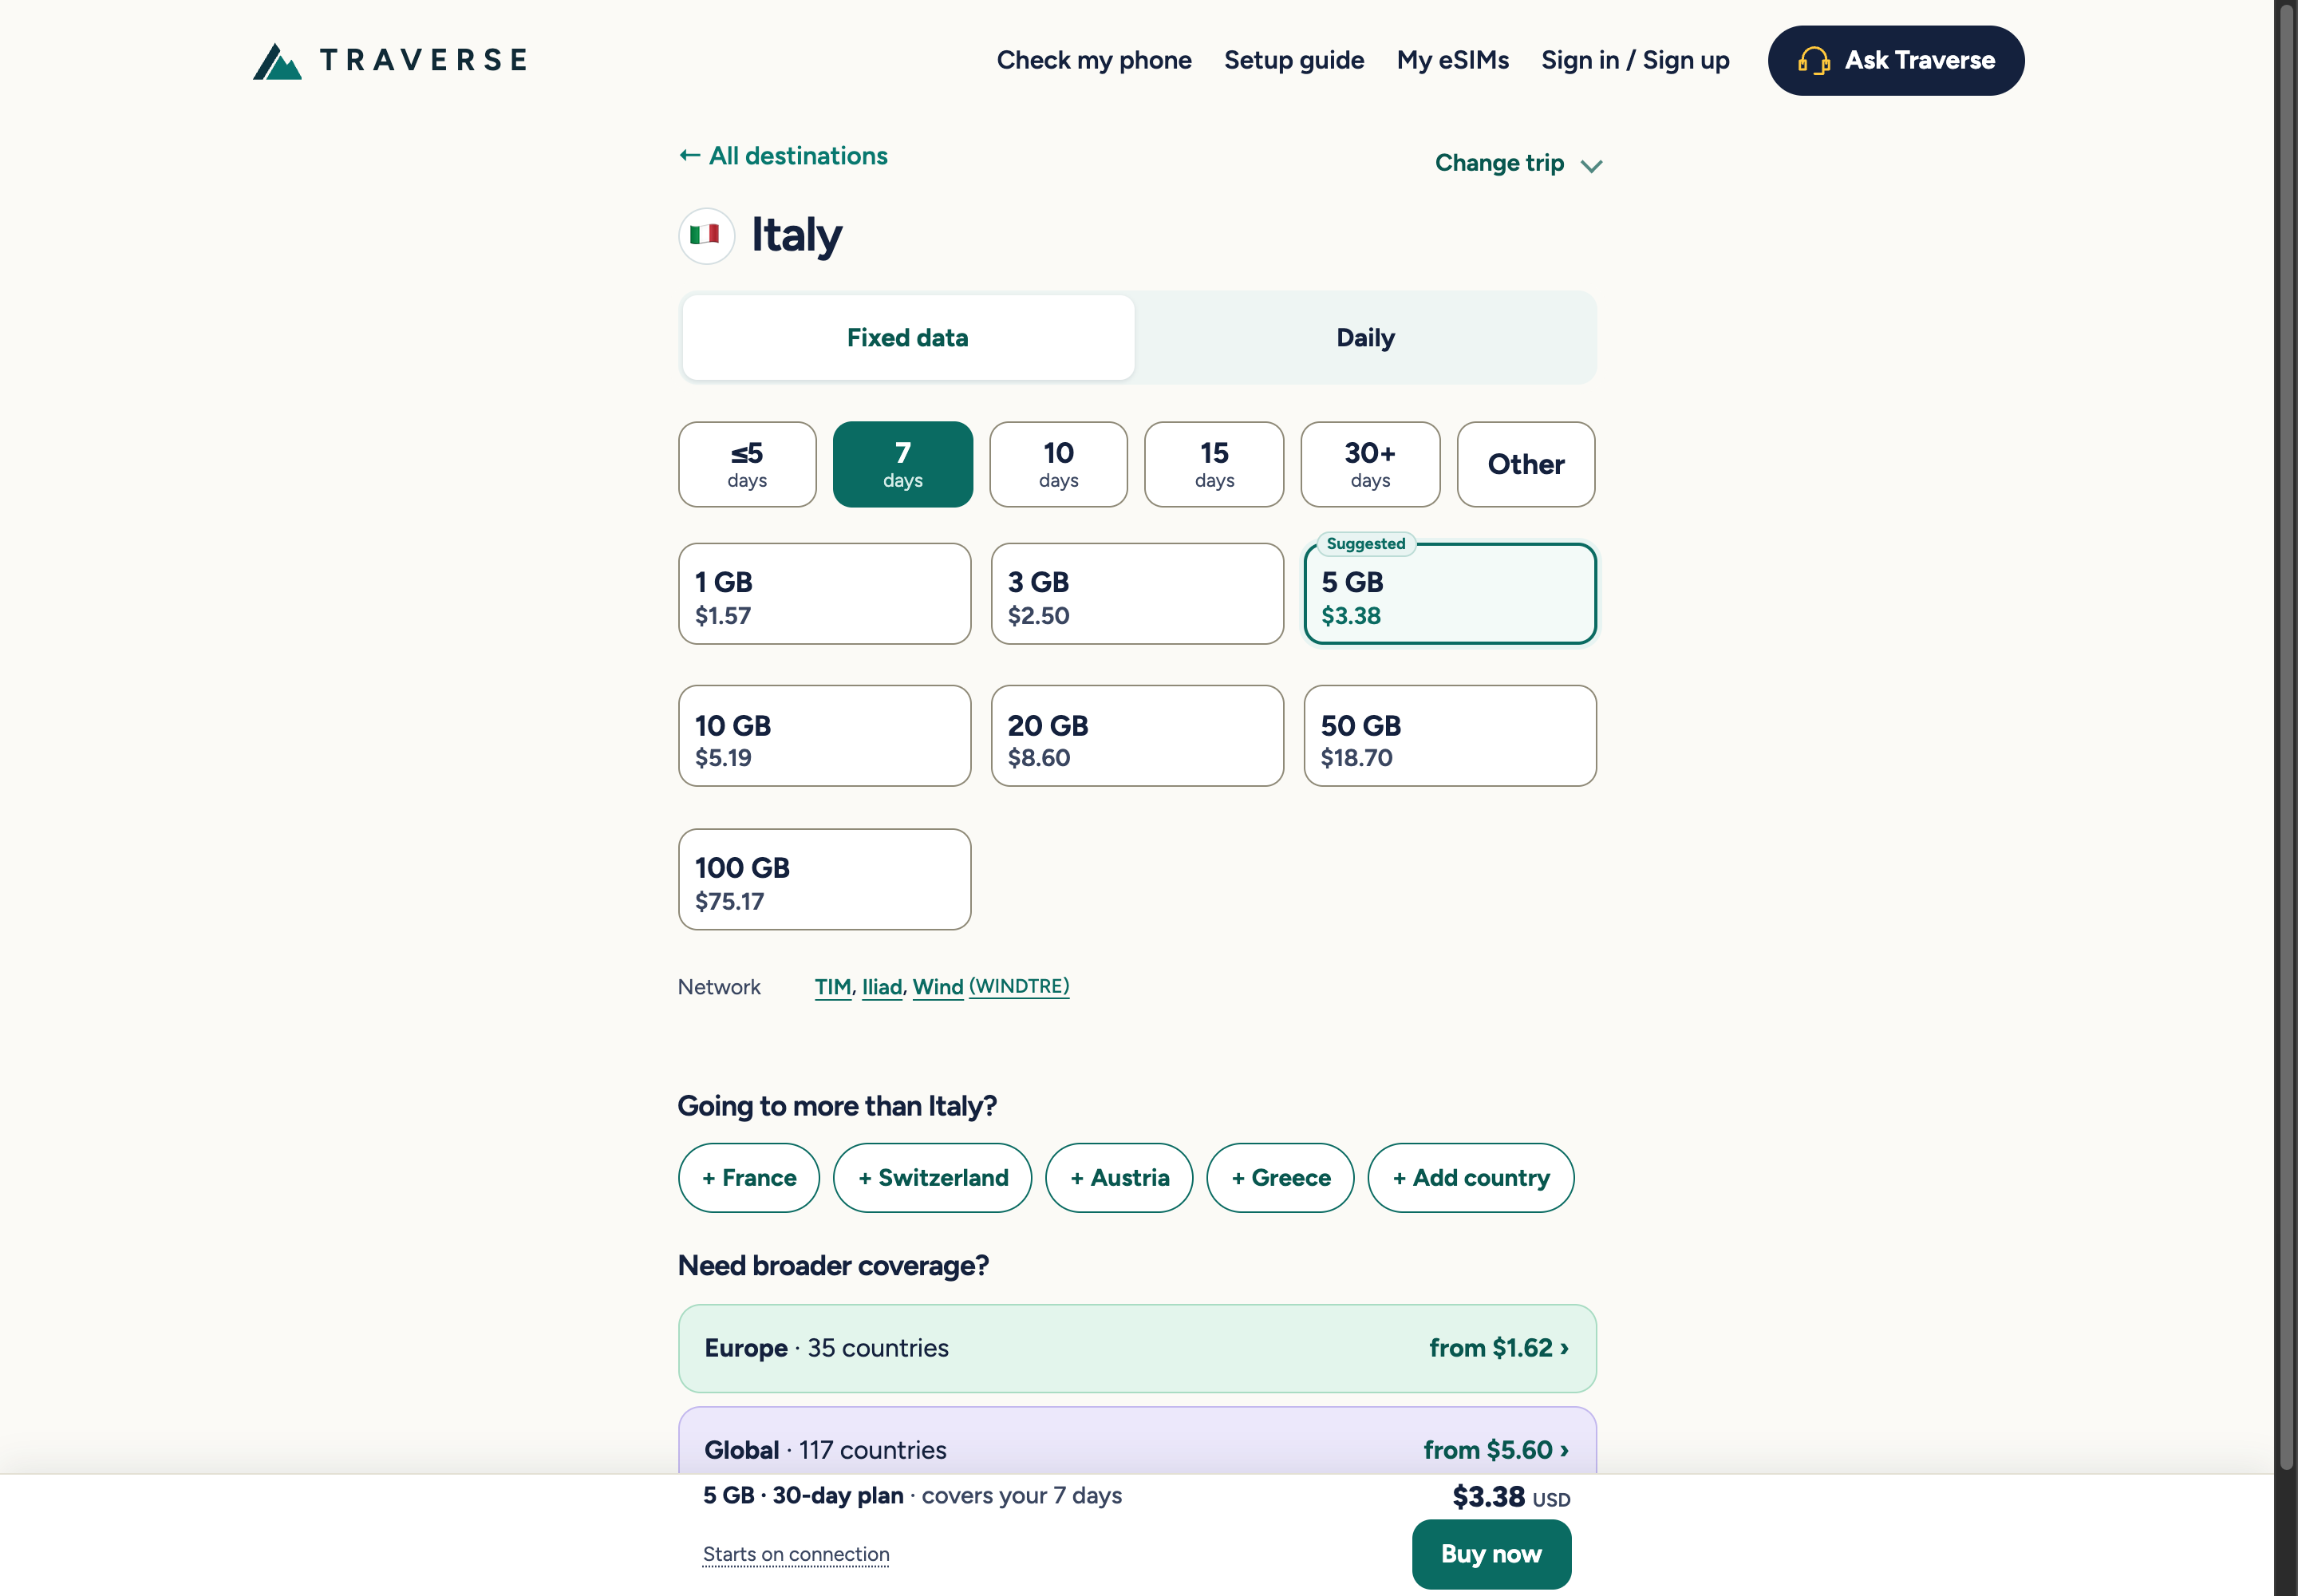 TRAVERSE
Check my phone
Setup guide
My eSIMs
Sign in / Sign up
Ask Traverse
← All destinations
Change trip
Italy
Fixed data
Daily
≤5
days
7
days
10
days
15
days
30+
days
Other
1 GB
$1.57
3 GB
$2.50
Suggested
5 GB
$3.38
10 GB
$5.19
20 GB
$8.60
50 GB
$18.70
100 GB
$75.17
Network TIM, Iliad, Wind (WINDTRE)
Going to more than Italy?
+ France
+ Switzerland
+ Austria
+ Greece
+ Add country
Need broader coverage?
Europe · 35 countries
from $1.62 ›
Global · 117 countries
from $5.60 ›
5 GB · 30-day plan · covers your 7 days
$3.38 USD
Starts on connection
Buy now